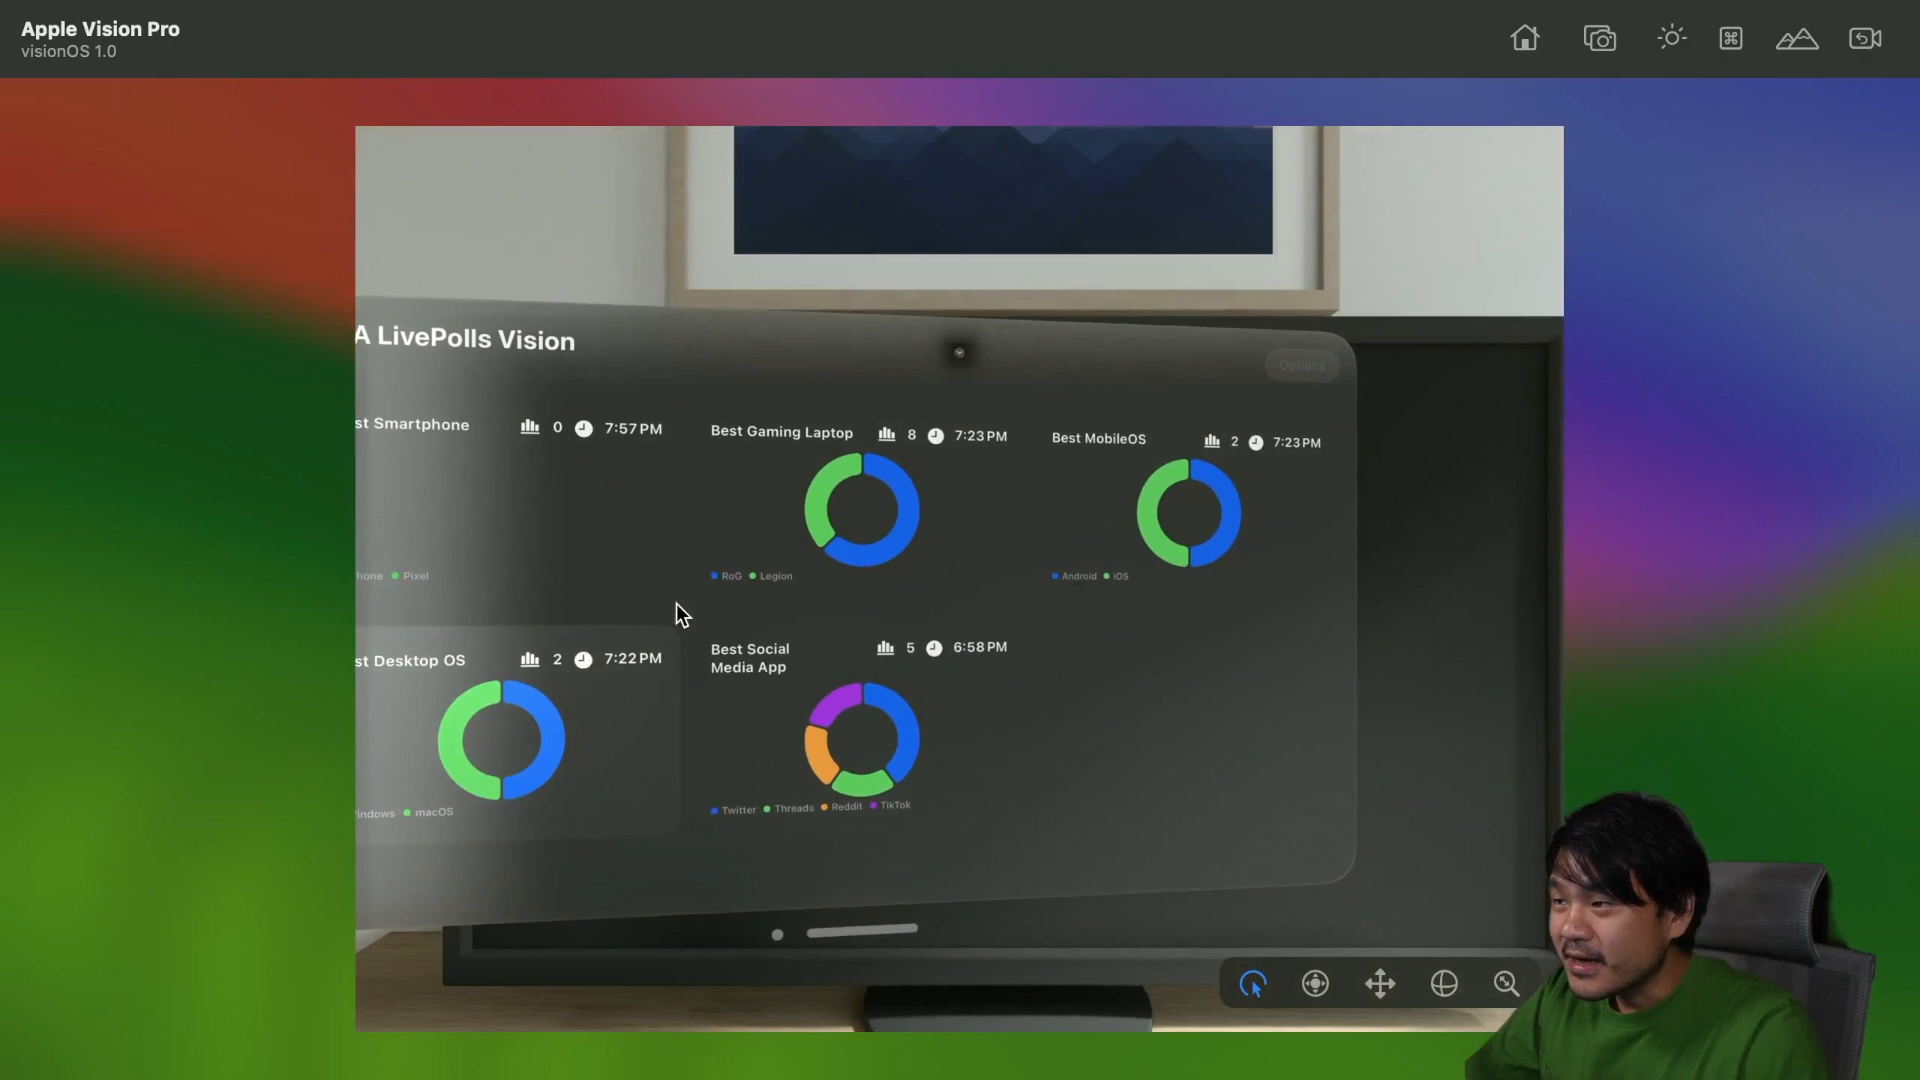 Apple Vision Pro
visionOS 1.0
A LivePolls Vision
Options
st Smartphone 0 7:57 PM
Best Gaming Laptop 8 7:23 PM
Best MobileOS 2 7:23 PM
hone Pixel
RoG Legion
Android iOS
st Desktop OS 2 7:22 PM
Best Social
Media App 5 6:58 PM
indows macOS
Twitter Threads Reddit TikTok